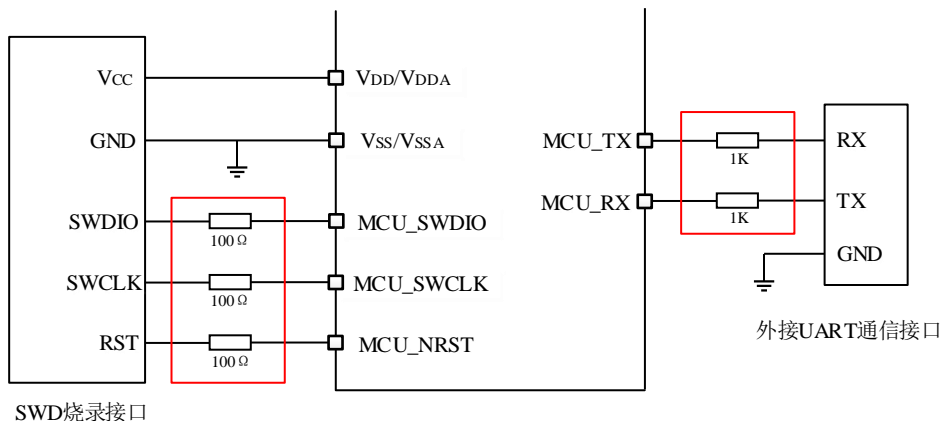 VCC
VDD/VDDA
GND
VSS/VSSA
SWDIO
100Ω
MCU_SWDIO
SWCLK
100Ω
MCU_SWCLK
RST
100Ω
MCU_NRST
SWD烧录接口
MCU_TX
1K
RX
MCU_RX
1K
TX
GND
外接UART通信接口